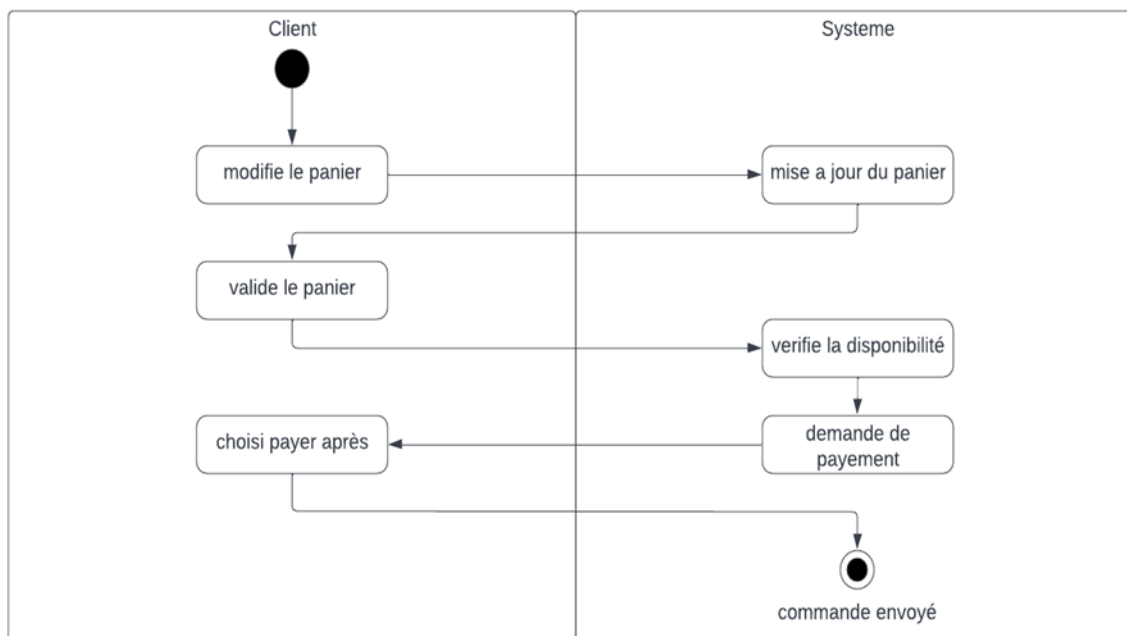 Client
Systeme
modifie le panier
mise a jour du panier
valide le panier
verifie la disponibilité
choisi payer après
demande de
payement
commande envoyé